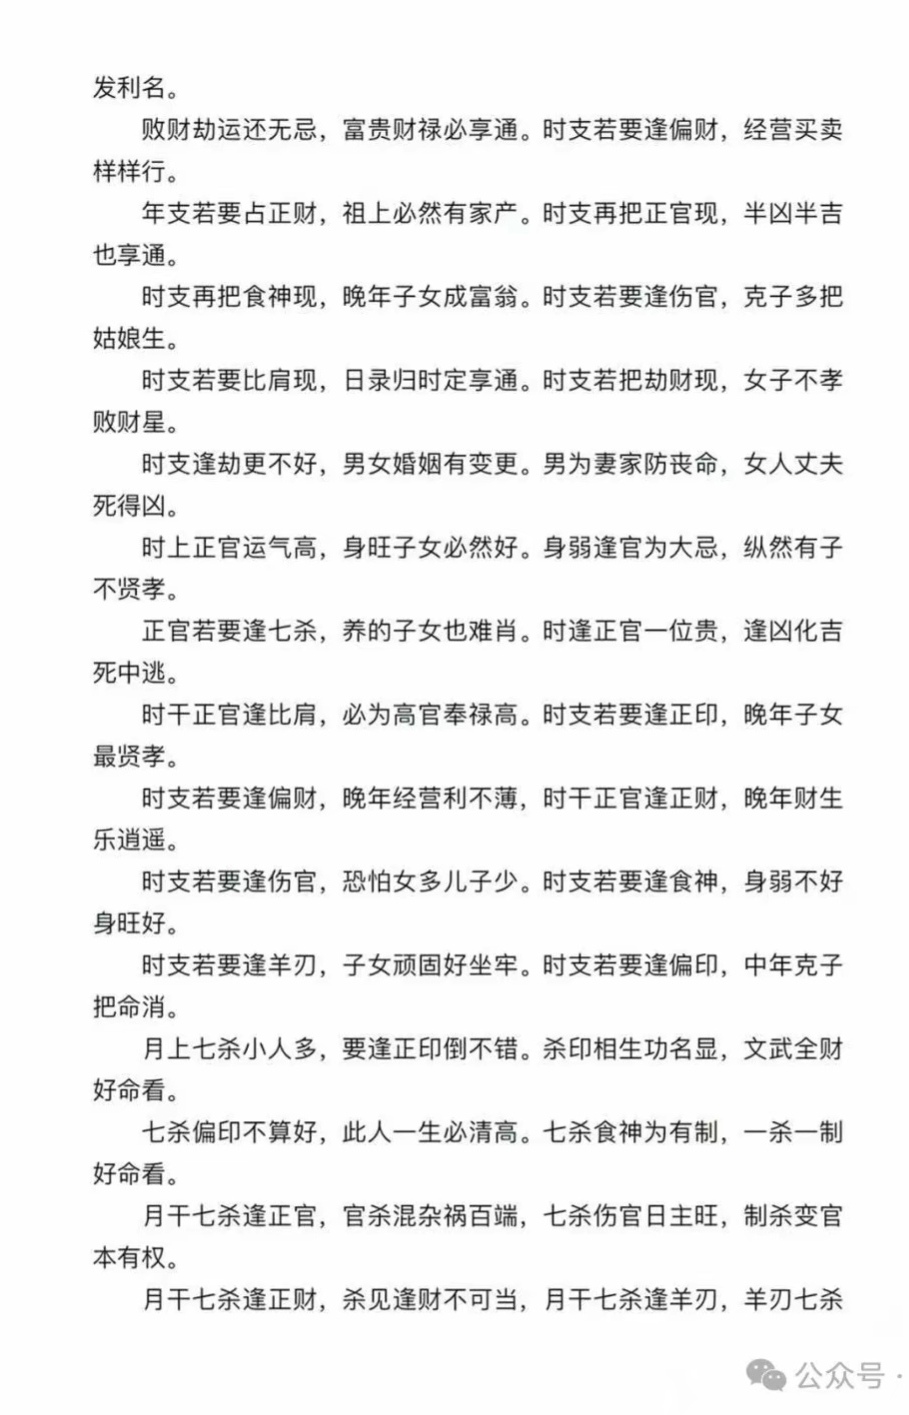 发利名。
败财劫运还无忌，富贵财禄必享通。时支若要逢偏财，经营买卖
样样行。
年支若要占正财，祖上必然有家产。时支再把正官现，半凶半吉
也享通。
时支再把食神现，晚年子女成富翁。时支若要逢伤官，克子多把
姑娘生。
时支若要比肩现，日录归时定享通。时支若把劫财现，女子不孝
败财星。
时支逢劫更不好，男女婚姻有变更。男为妻家防丧命，女人丈夫
死得凶。
时上正官运气高，身旺子女必然好。身弱逢官为大忌，纵然有子
不贤孝。
正官若要逢七杀，养的子女也难肖。时逢正官一位贵，逢凶化吉
死中逃。
时干正官逢比肩，必为高官奉禄高。时支若要逢正印，晚年子女
最贤孝。
时支若要逢偏财，晚年经营利不薄，时干正官逢正财，晚年财生
乐逍遥。
时支若要逢伤官，恐怕女多儿子少。时支若要逢食神，身弱不好
身旺好。
时支若要逢羊刃，子女顽固好坐牢。时支若要逢偏印，中年克子
把命消。
月上七杀小人多，要逢正印倒不错。杀印相生功名显，文武全财
好命看。
七杀偏印不算好，此人一生必清高。七杀食神为有制，一杀一制
好命看。
月干七杀逢正官，官杀混杂祸百端，七杀伤官日主旺，制杀变官
本有权。
月干七杀逢正财，杀见逢财不可当，月干七杀逢羊刃，羊刃七杀
公众号 ·